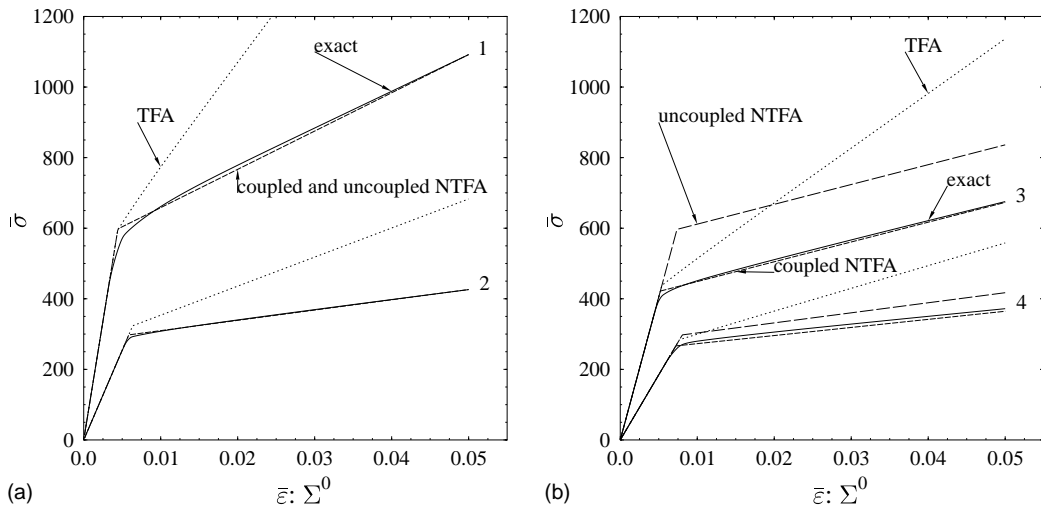 1200
1000
800
600
400
200
0
σ̅
exact
1
TFA
coupled and uncoupled NTFA
2
0.0 0.01 0.02 0.03 0.04 0.05
(a)
ε̅: Σ⁰
1200
1000
800
600
400
200
0
σ̅
TFA
uncoupled NTFA
exact
3
coupled NTFA
4
0.0 0.01 0.02 0.03 0.04 0.05
(b)
ε̅: Σ⁰